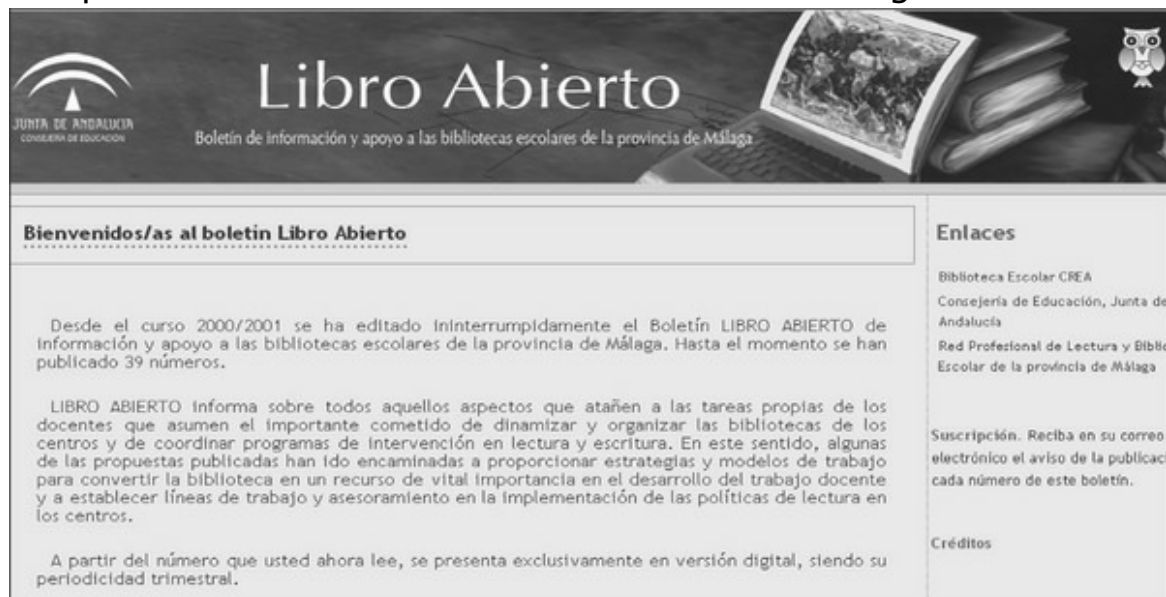 JUNTA DE ANDALUCIA
CONSEJERÍA DE EDUCACIÓN
Libro Abierto
Boletín de información y apoyo a las bibliotecas escolares de la provincia de Málaga
Bienvenidos/as al boletin Libro Abierto
Desde el curso 2000/2001 se ha editado ininterrumpidamente el Boletín LIBRO ABIERTO de
información y apoyo a las bibliotecas escolares de la provincia de Málaga. Hasta el momento se han
publicado 39 números.
LIBRO ABIERTO informa sobre todos aquellos aspectos que atañen a las tareas propias de los
docentes que asumen el importante cometido de dinamizar y organizar las bibliotecas de los
centros y de coordinar programas de intervención en lectura y escritura. En este sentido, algunas
de las propuestas publicadas han ido encaminadas a proporcionar estrategias y modelos de trabajo
para convertir la biblioteca en un recurso de vital importancia en el desarrollo del trabajo docente
y a establecer líneas de trabajo y asesoramiento en la implementación de las políticas de lectura en
los centros.
A partir del número que usted ahora lee, se presenta exclusivamente en versión digital, siendo su
periodicidad trimestral.
Enlaces
Biblioteca Escolar CREA
Consejería de Educación, Junta de
Andalucía
Red Profesional de Lectura y Biblio
Escolar de la provincia de Málaga
Suscripción. Reciba en su correo
electrónico el aviso de la publicaci
cada número de este boletín.
Créditos